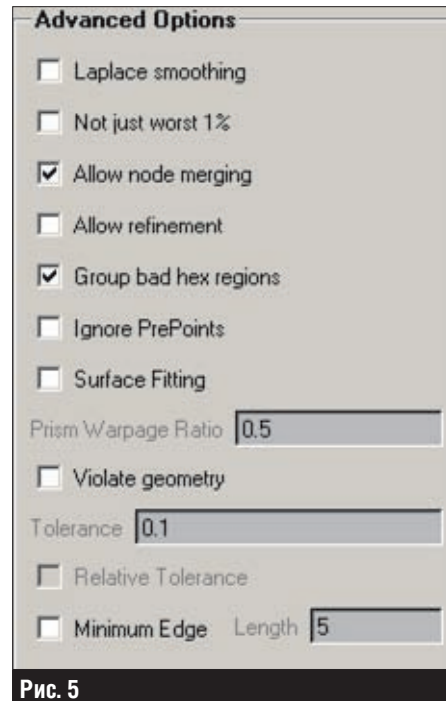 Advanced Options
Laplace smoothing
Not just worst 1%
Allow node merging
Allow refinement
Group bad hex regions
Ignore PrePoints
Surface Fitting
Prism Warpage Ratio 0.5
Violate geometry
Tolerance 0.1
Relative Tolerance
Minimum Edge Length 5
Рис. 5